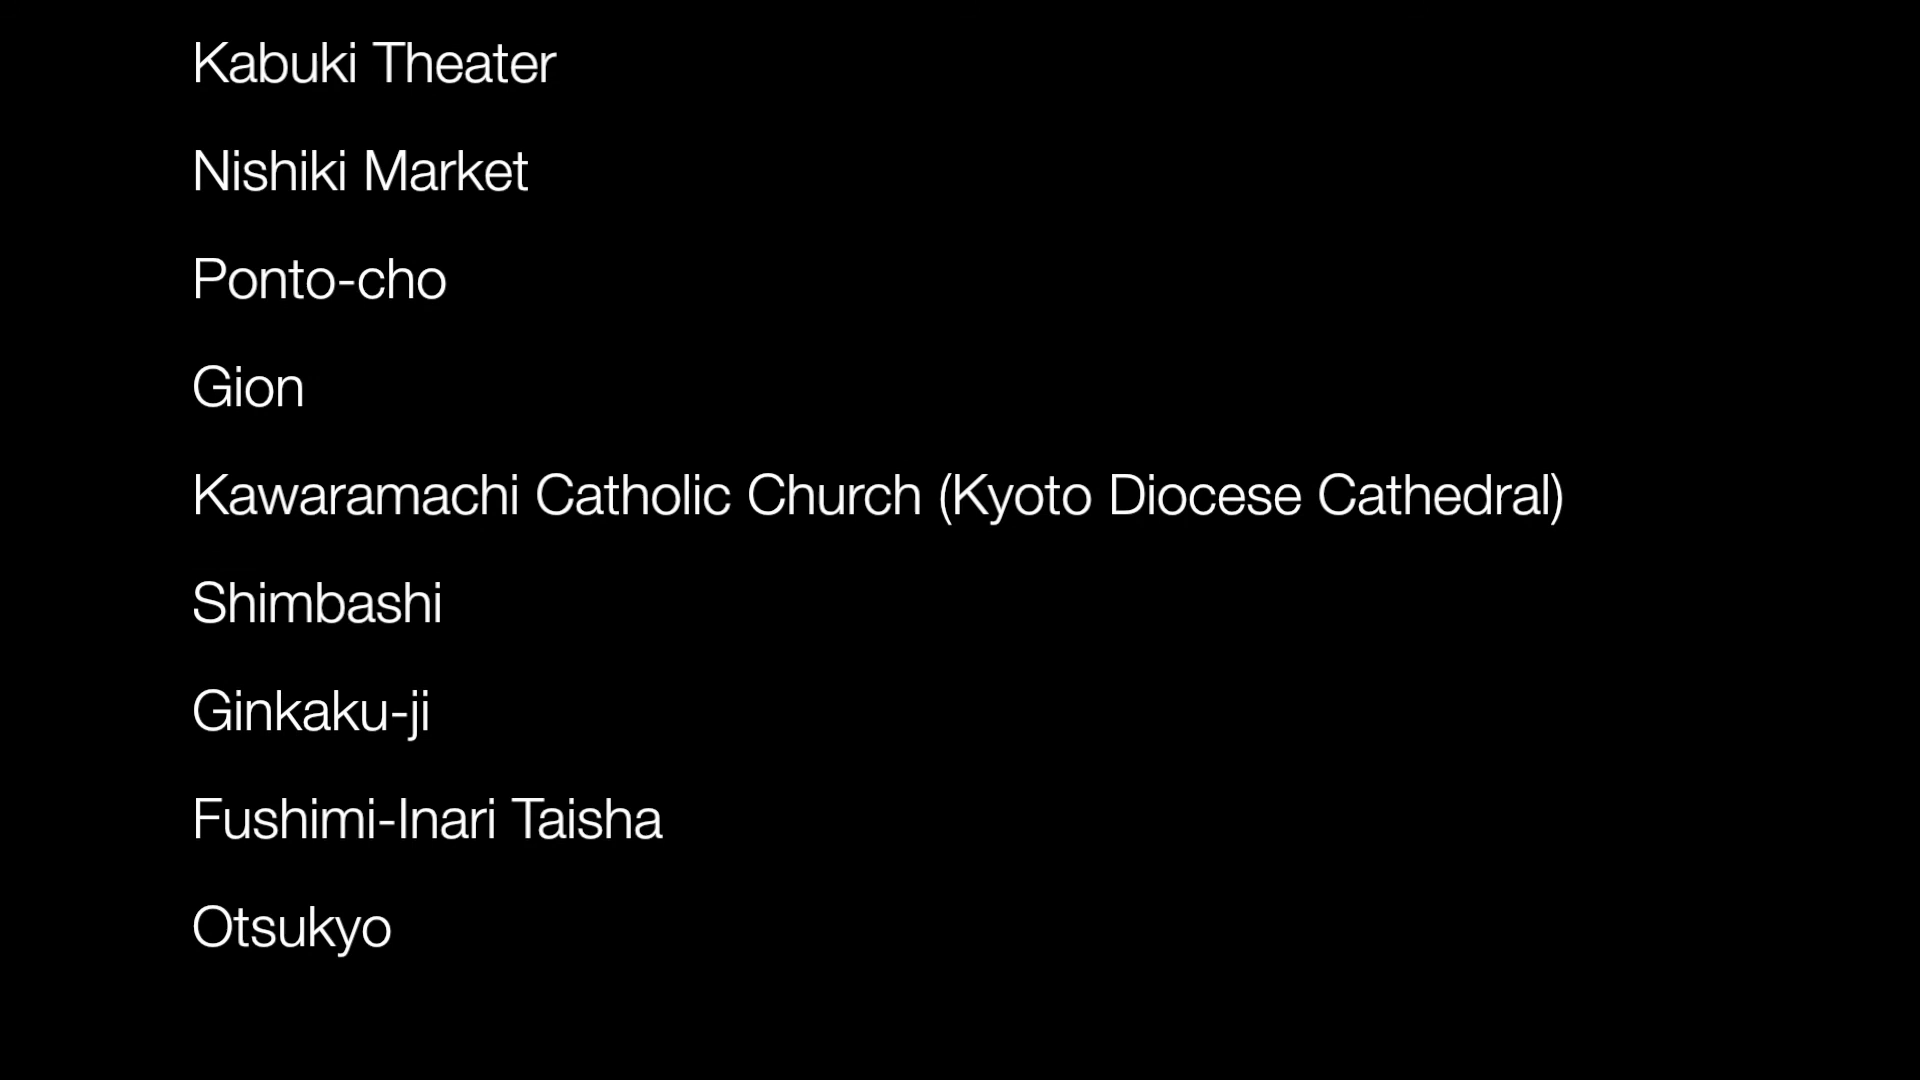 Kabuki Theater
Nishiki Market
Ponto-cho
Gion
Kawaramachi Catholic Church (Kyoto Diocese Cathedral)
Shimbashi
Ginkaku-ji
Fushimi-Inari Taisha
Otsukyo